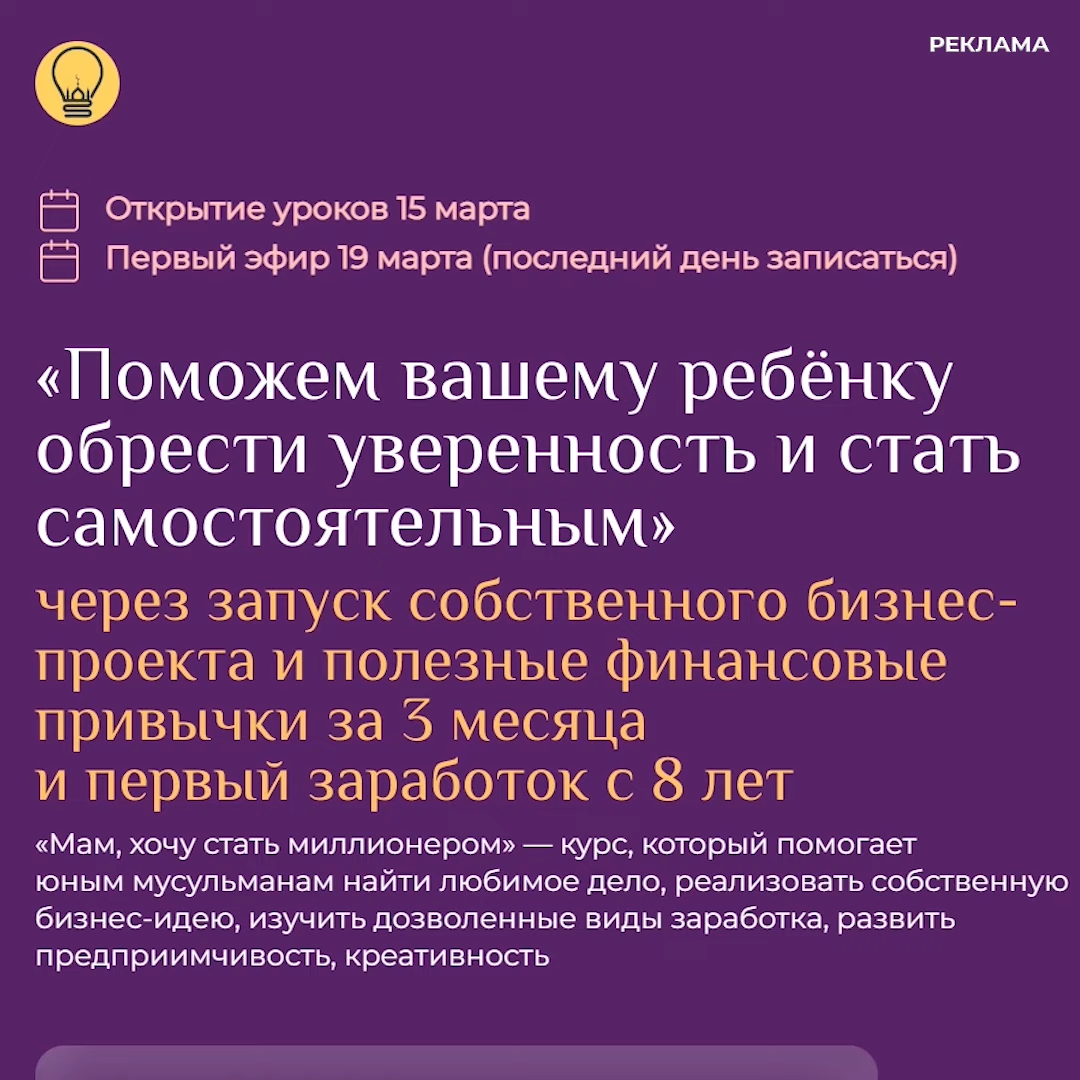 РЕКЛАМА
Открытие уроков 15 марта
Первый эфир 19 марта (последний день записаться)
«Поможем вашему ребёнку
обрести уверенность и стать
самостоятельным»
через запуск собственного бизнес-
проекта и полезные финансовые
привычки за 3 месяца
и первый заработок с 8 лет
«Мам, хочу стать миллионером» — курс, который помогает
юным мусульманам найти любимое дело, реализовать собственную
бизнес-идею, изучить дозволенные виды заработка, развить
предприимчивость, креативность